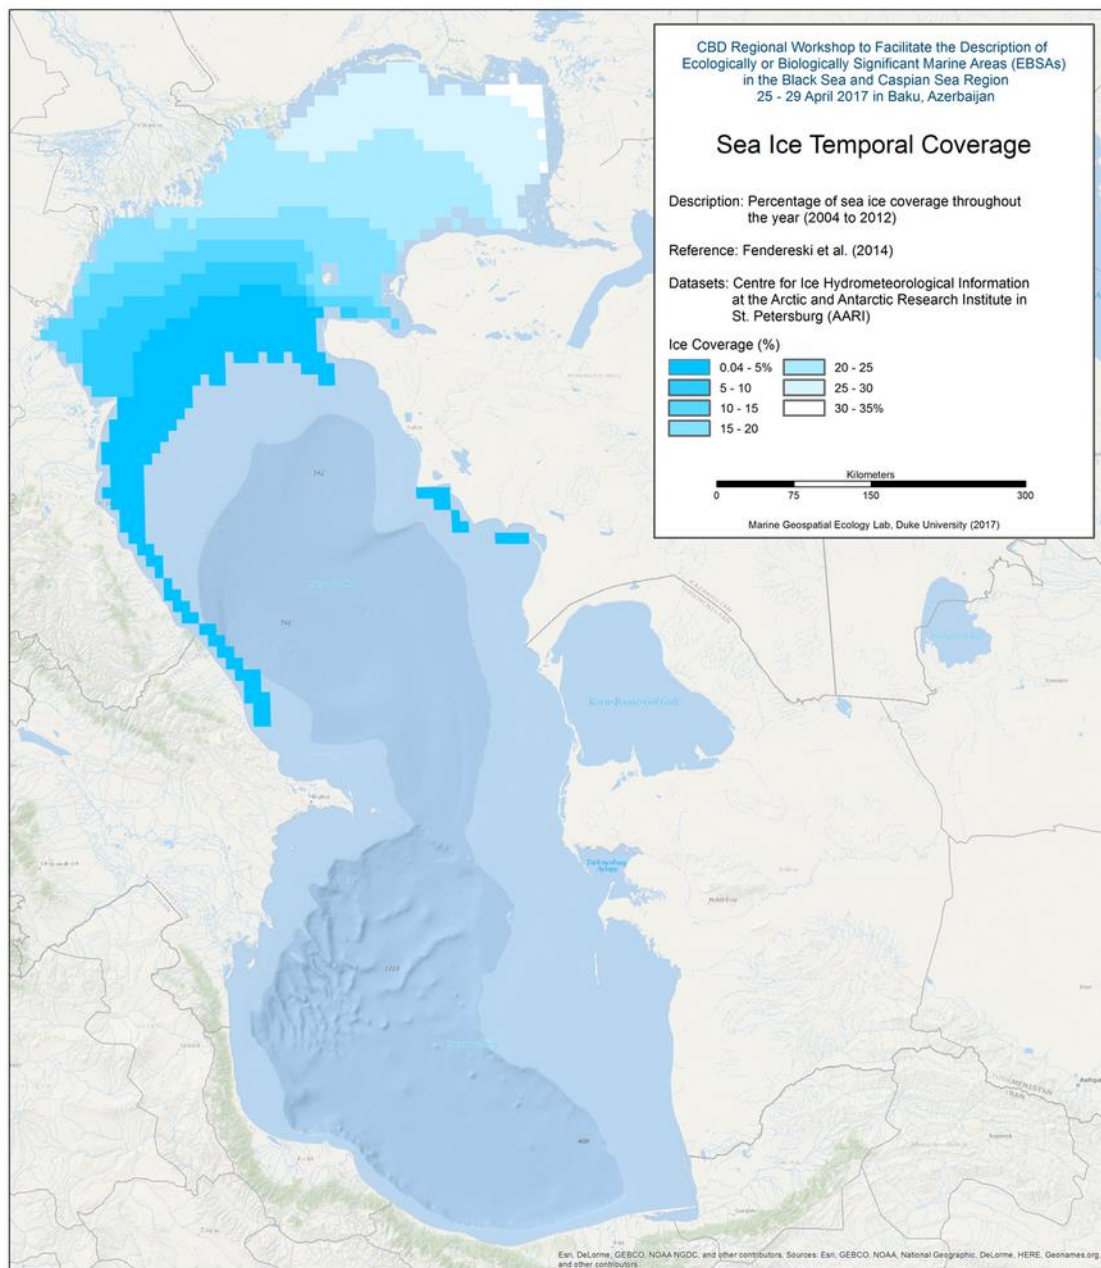 CBD Regional Workshop to Facilitate the Description of
Ecologically or Biologically Significant Marine Areas (EBSAs)
in the Black Sea and Caspian Sea Region
25 - 29 April 2017 in Baku, Azerbaijan
Sea Ice Temporal Coverage
Description: Percentage of sea ice coverage throughout
the year (2004 to 2012)
Reference: Fendereski et al. (2014)
Datasets: Centre for Ice Hydrometeorological Information
at the Arctic and Antarctic Research Institute in
St. Petersburg (AARI)
Ice Coverage (%)
0.04 - 5%
5 - 10
10 - 15
15 - 20
20 - 25
25 - 30
30 - 35%
Kilometers
0 75 150 300
Marine Geospatial Ecology Lab, Duke University (2017)
KAZAKHSTAN
TURKMENISTAN
TURKMENISTAN
IRAN
Esri, DeLorme, GEBCO, NOAA NGDC, and other contributors. Sources: Esri, GEBCO, NOAA, National Geographic, DeLorme, HERE, Geonames.org,
and other contributors